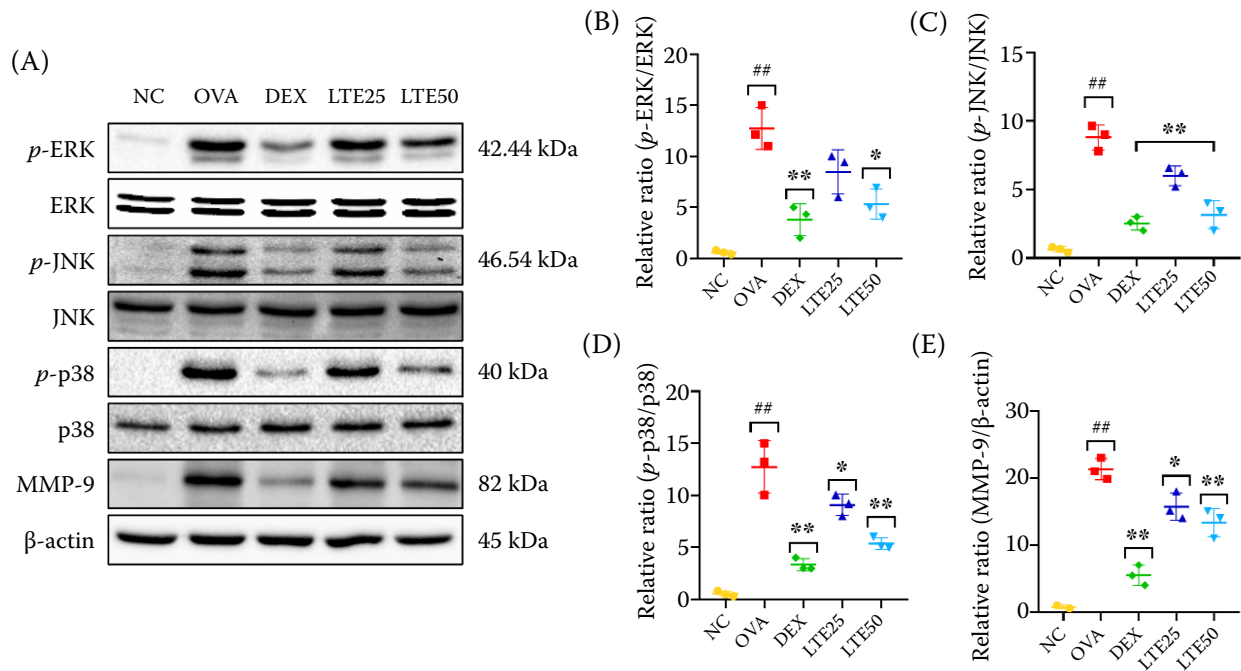 (A)
NC OVA DEX LTE25 LTE50
p-ERK 42.44 kDa
ERK
p-JNK 46.54 kDa
JNK
p-p38 40 kDa
p38
MMP-9 82 kDa
β-actin 45 kDa
(B)
Relative ratio (p-ERK/ERK)
20
15
10
5
0
##
**
*
NC OVA DEX LTE25 LTE50
(C)
Relative ratio (p-JNK/JNK)
15
10
5
0
##
**
NC OVA DEX LTE25 LTE50
(D)
Relative ratio (p-p38/p38)
20
15
10
5
0
##
**
*
**
NC OVA DEX LTE25 LTE50
(E)
Relative ratio (MMP-9/β-actin)
30
20
10
0
##
**
*
**
NC OVA DEX LTE25 LTE50